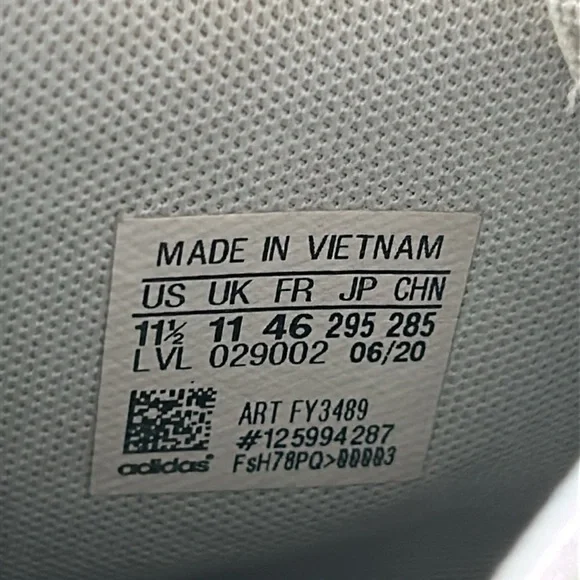 MADE IN VIETNAM
US UK FR JP CHN
11½ 11 46 295 285
LVL 029002 06/20
ART FY3489
#125994287
adidas FsH78PQ>00003